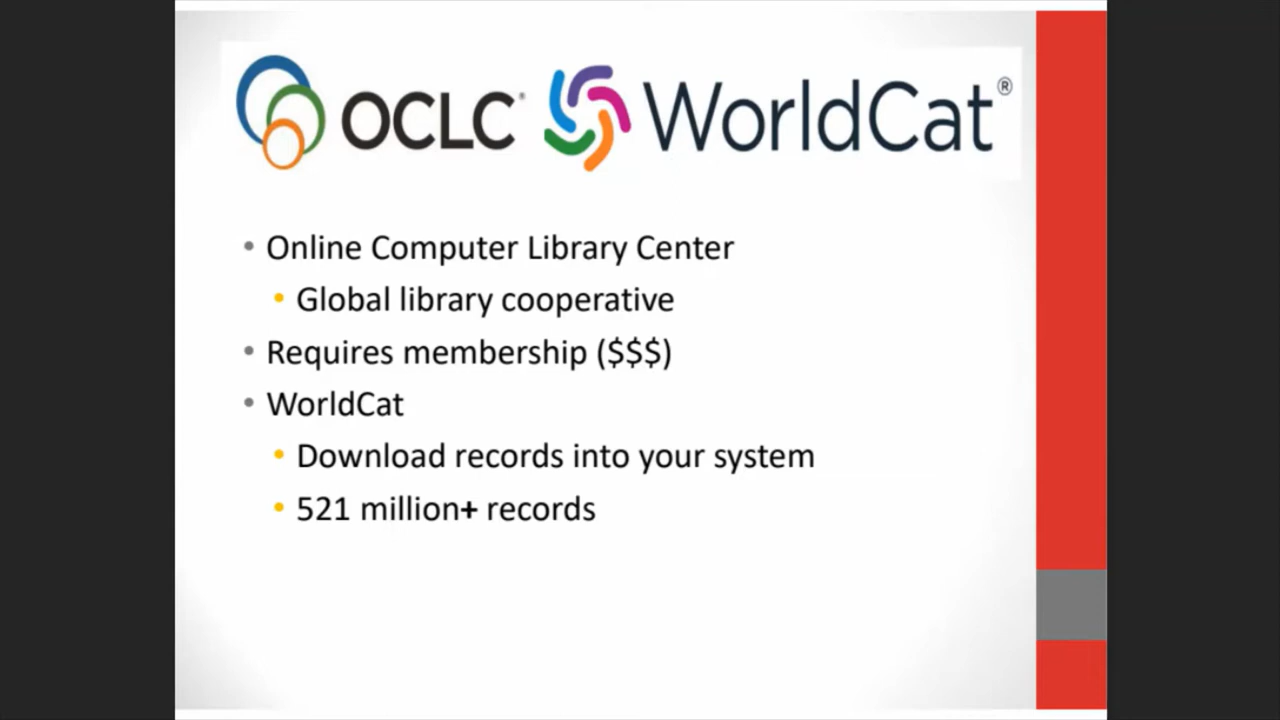 OCLC® WorldCat®
• Online Computer Library Center
• Global library cooperative
• Requires membership ($$$)
• WorldCat
• Download records into your system
• 521 million+ records